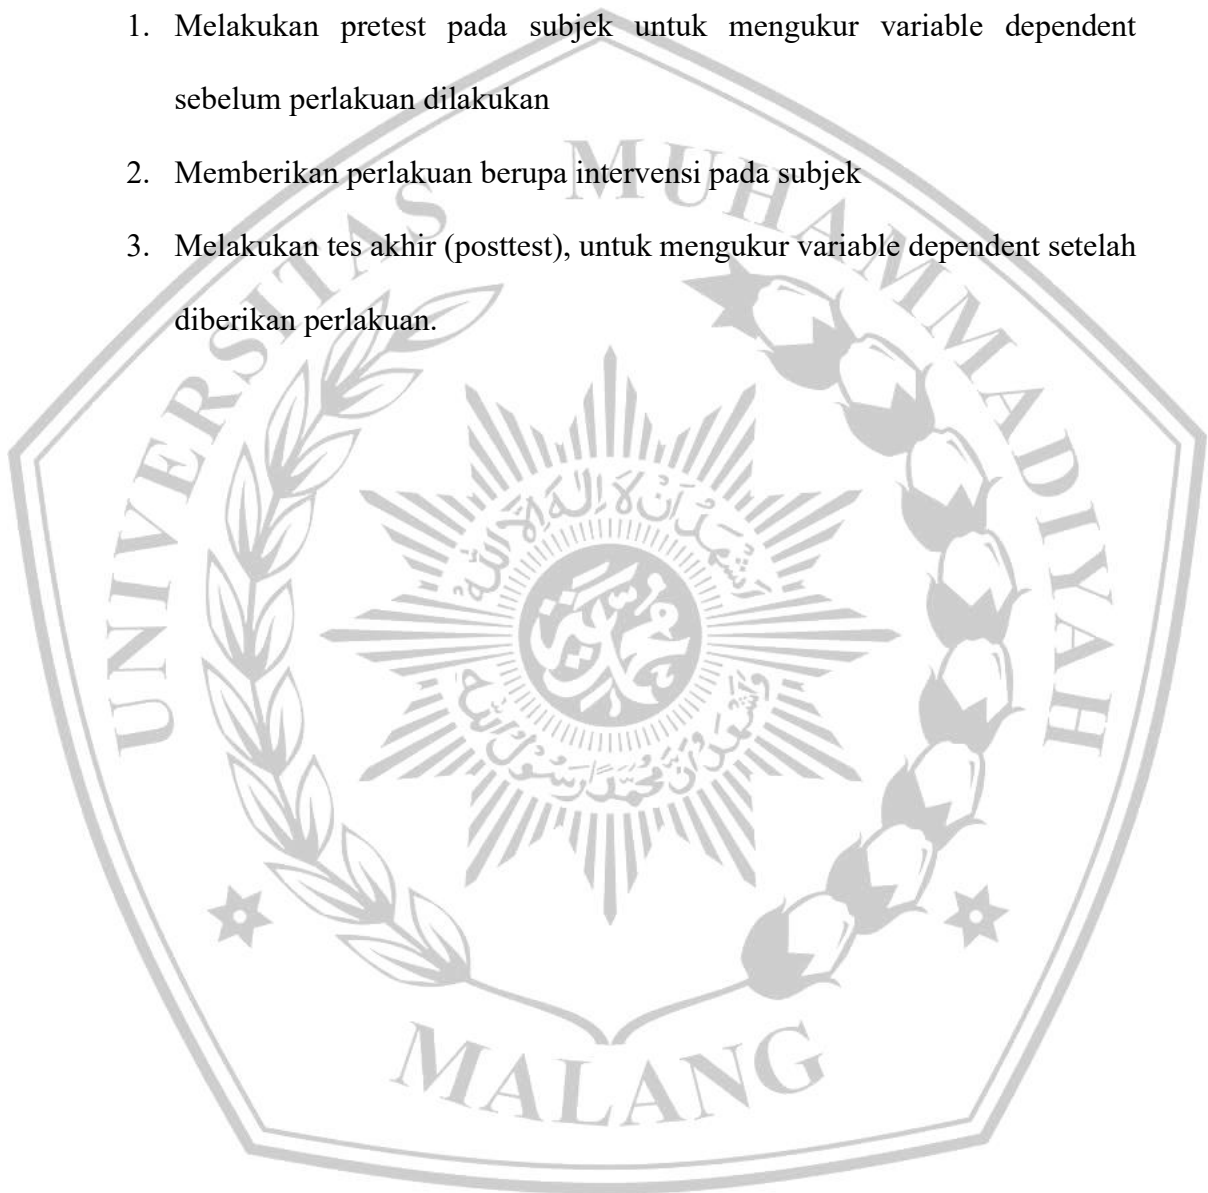 1. Melakukan pretest pada subjek untuk mengukur variable dependent
sebelum perlakuan dilakukan
2. Memberikan perlakuan berupa intervensi pada subjek
3. Melakukan tes akhir (posttest), untuk mengukur variable dependent setelah
diberikan perlakuan.
UNIVERSITAS MUHAMMADIYAH
MALANG